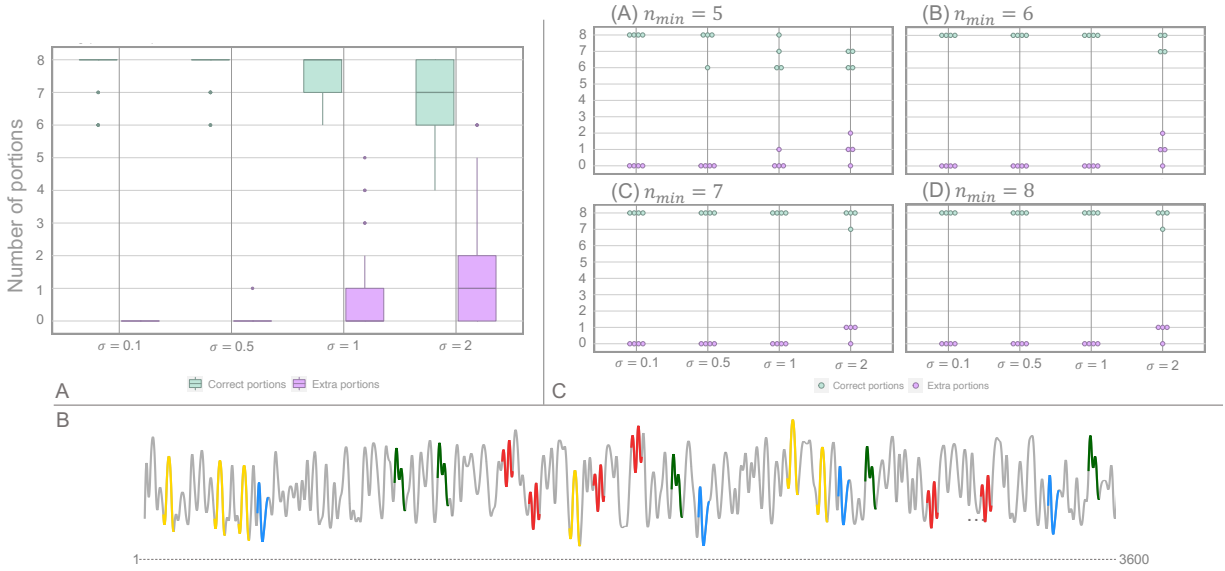 Number of portions
8
7
6
5
4
3
2
1
0
σ = 0.1
σ = 0.5
σ = 1
σ = 2
Correct portions
Extra portions
A
(A) n_min = 5
8
7
6
5
4
3
2
1
0
(B) n_min = 6
(C) n_min = 7
8
7
6
5
4
3
2
1
0
(D) n_min = 8
σ = 0.1
σ = 0.5
σ = 1
σ = 2
σ = 0.1
σ = 0.5
σ = 1
σ = 2
Correct portions
Extra portions
C
B
1
3600